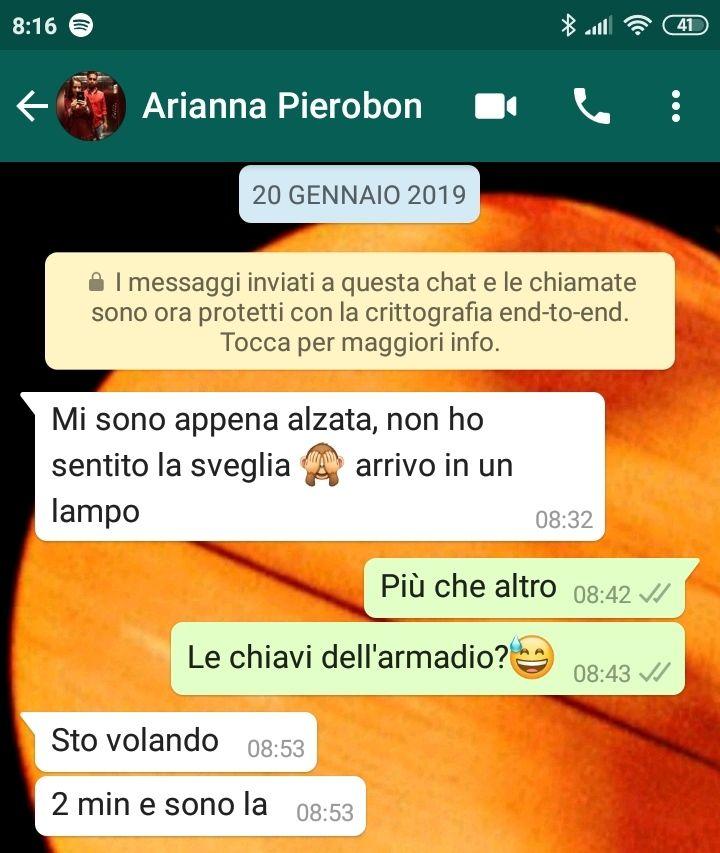 8:16
41
Arianna Pierobon
20 GENNAIO 2019
I messaggi inviati a questa chat e le chiamate
sono ora protetti con la crittografia end-to-end.
Tocca per maggiori info.
Mi sono appena alzata, non ho
sentito la sveglia 🙈 arrivo in un
lampo
08:32
Più che altro 08:42
Le chiavi dell'armadio?😅 08:43
Sto volando 08:53
2 min e sono la 08:53